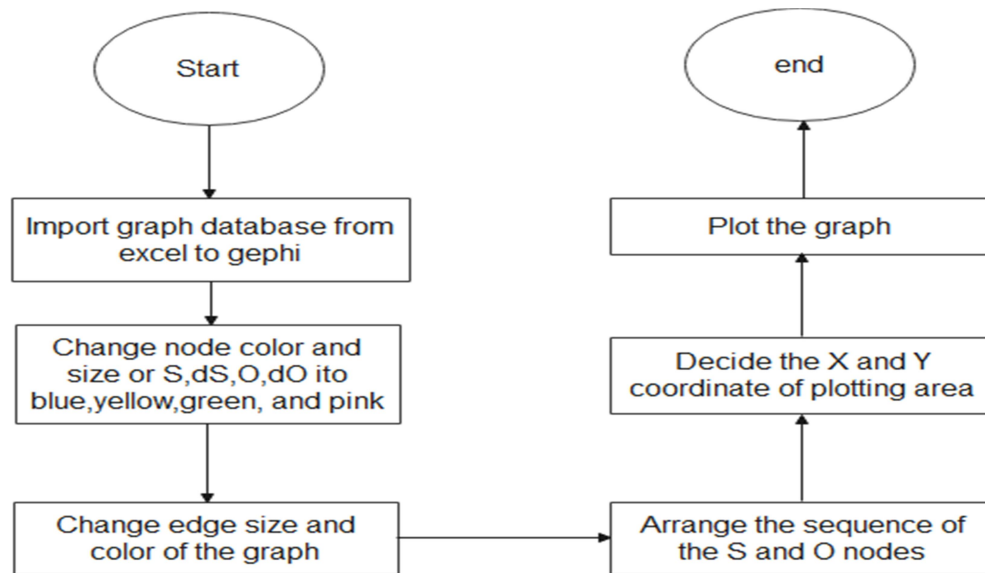 Start
Import graph database from
excel to gephi
Change node color and
size or S,dS,O,dO ito
blue,yellow,green, and pink
Change edge size and
color of the graph
Arrange the sequence of
the S and O nodes
Decide the X and Y
coordinate of plotting area
Plot the graph
end